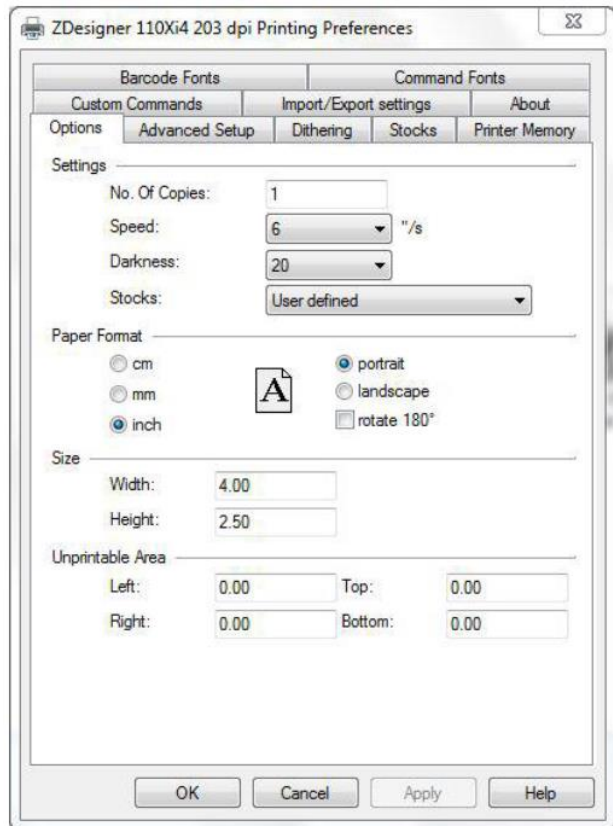 ZDesigner 110Xi4 203 dpi Printing Preferences
Barcode Fonts Command Fonts
Custom Commands Import/Export settings About
Options Advanced Setup Dithering Stocks Printer Memory
Settings
No. Of Copies: 1
Speed: 6 "/s
Darkness: 20
Stocks: User defined
Paper Format
cm portrait
A
mm landscape
inch rotate 180°
Size
Width: 4.00
Height: 2.50
Unprintable Area
Left: 0.00 Top: 0.00
Right: 0.00 Bottom: 0.00
OK Cancel Apply Help